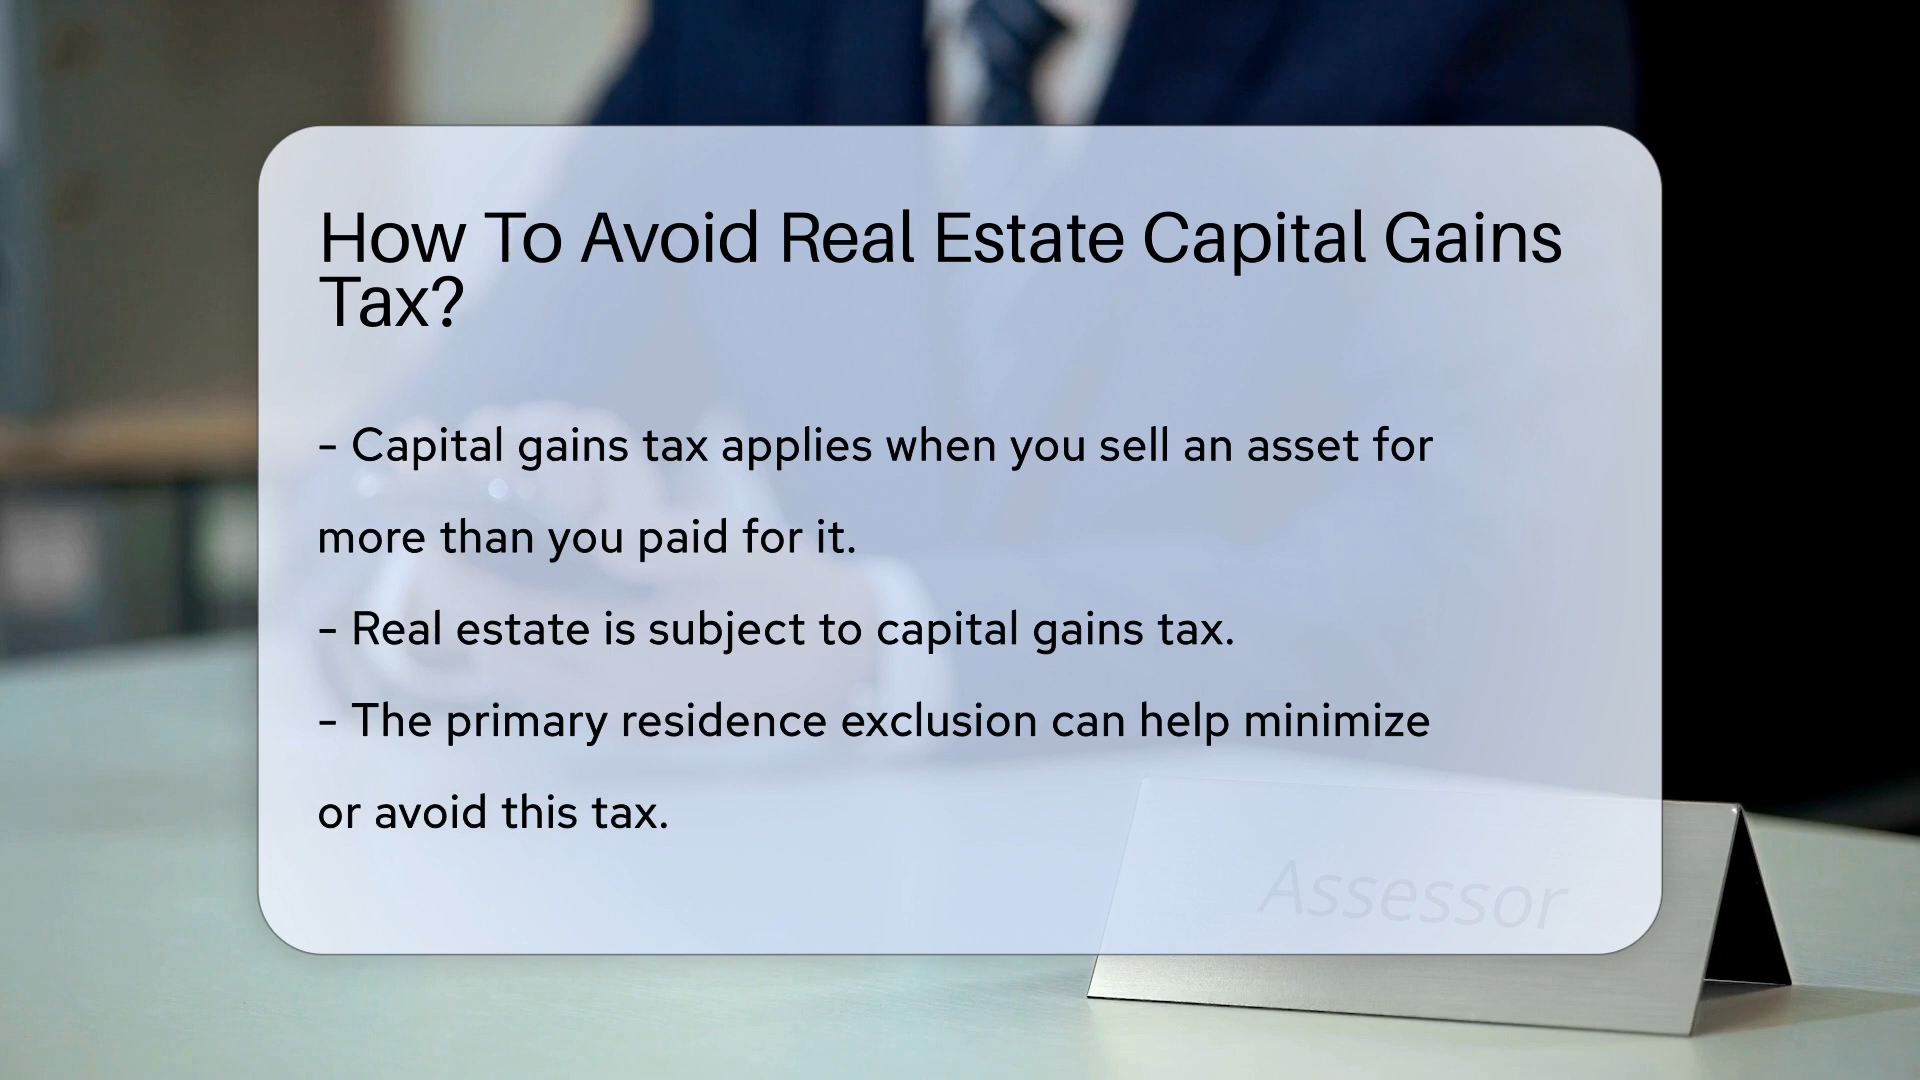 How To Avoid Real Estate Capital Gains
Tax?
- Capital gains tax applies when you sell an asset for
more than you paid for it.
- Real estate is subject to capital gains tax.
- The primary residence exclusion can help minimize
or avoid this tax.
Assessor